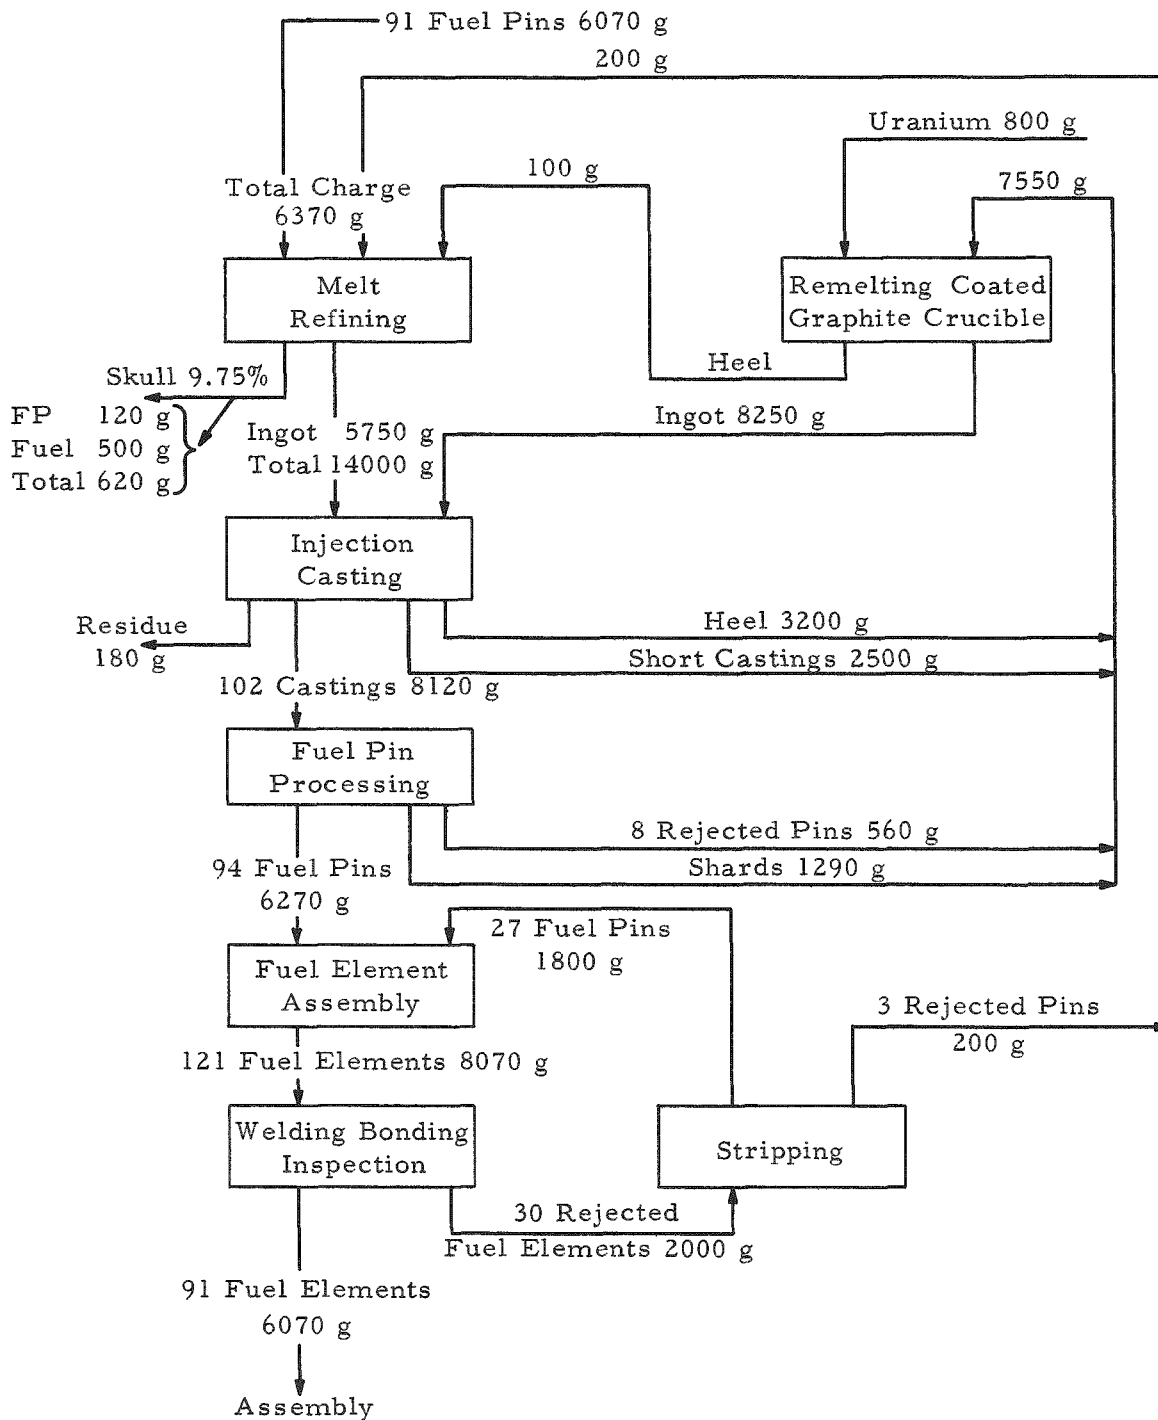 91 Fuel Pins 6070 g
200 g
Uranium 800 g
100 g
7550 g
Total Charge
6370 g
Melt
Refining
Remelting Coated
Graphite Crucible
Heel
Skull 9.75%
FP 120 g
Fuel 500 g
Total 620 g
Ingot 5750 g
Total 14000 g
Ingot 8250 g
Injection
Casting
Residue
180 g
Heel 3200 g
Short Castings 2500 g
102 Castings 8120 g
Fuel Pin
Processing
8 Rejected Pins 560 g
Shards 1290 g
94 Fuel Pins
6270 g
27 Fuel Pins
1800 g
Fuel Element
Assembly
3 Rejected Pins
200 g
121 Fuel Elements 8070 g
Welding Bonding
Inspection
Stripping
30 Rejected
Fuel Elements 2000 g
91 Fuel Elements
6070 g
Assembly